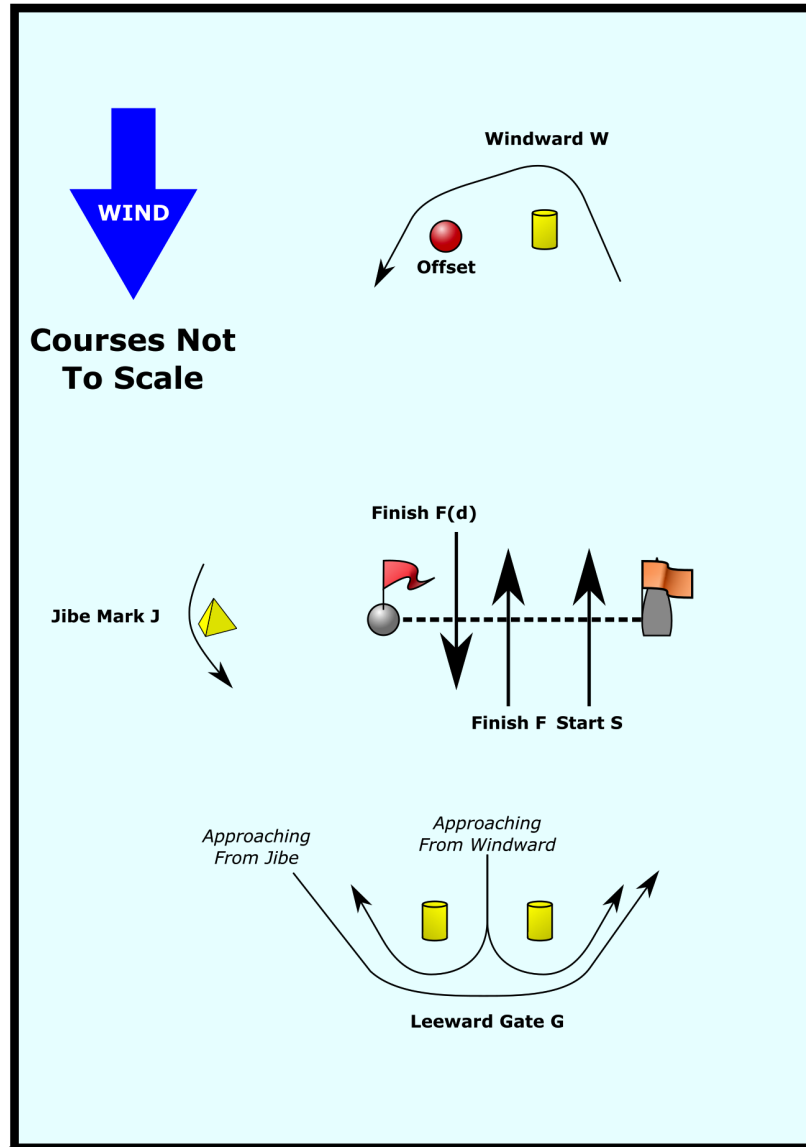 Windward W
WIND
Offset
Courses Not
To Scale
Finish F(d)
Jibe Mark J
Finish F
Start S
Approaching
From Jibe
Approaching
From Windward
Leeward Gate G